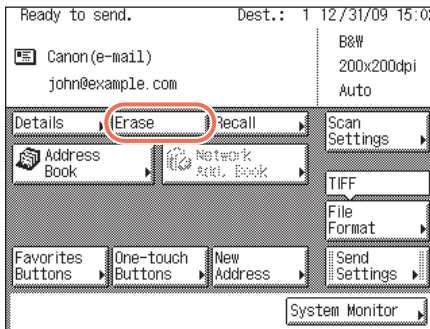 Ready to send. Dest.: 1 12/31/09 15:02
Canon(e-mail)
john@example.com
B&W
200x200dpi
Auto
Details
Erase
Recall
Scan
Settings
Address
Book
Network
Add. Book
TIFF
File
Format
Favorites
Buttons
One-touch
Buttons
New
Address
Send
Settings
System Monitor